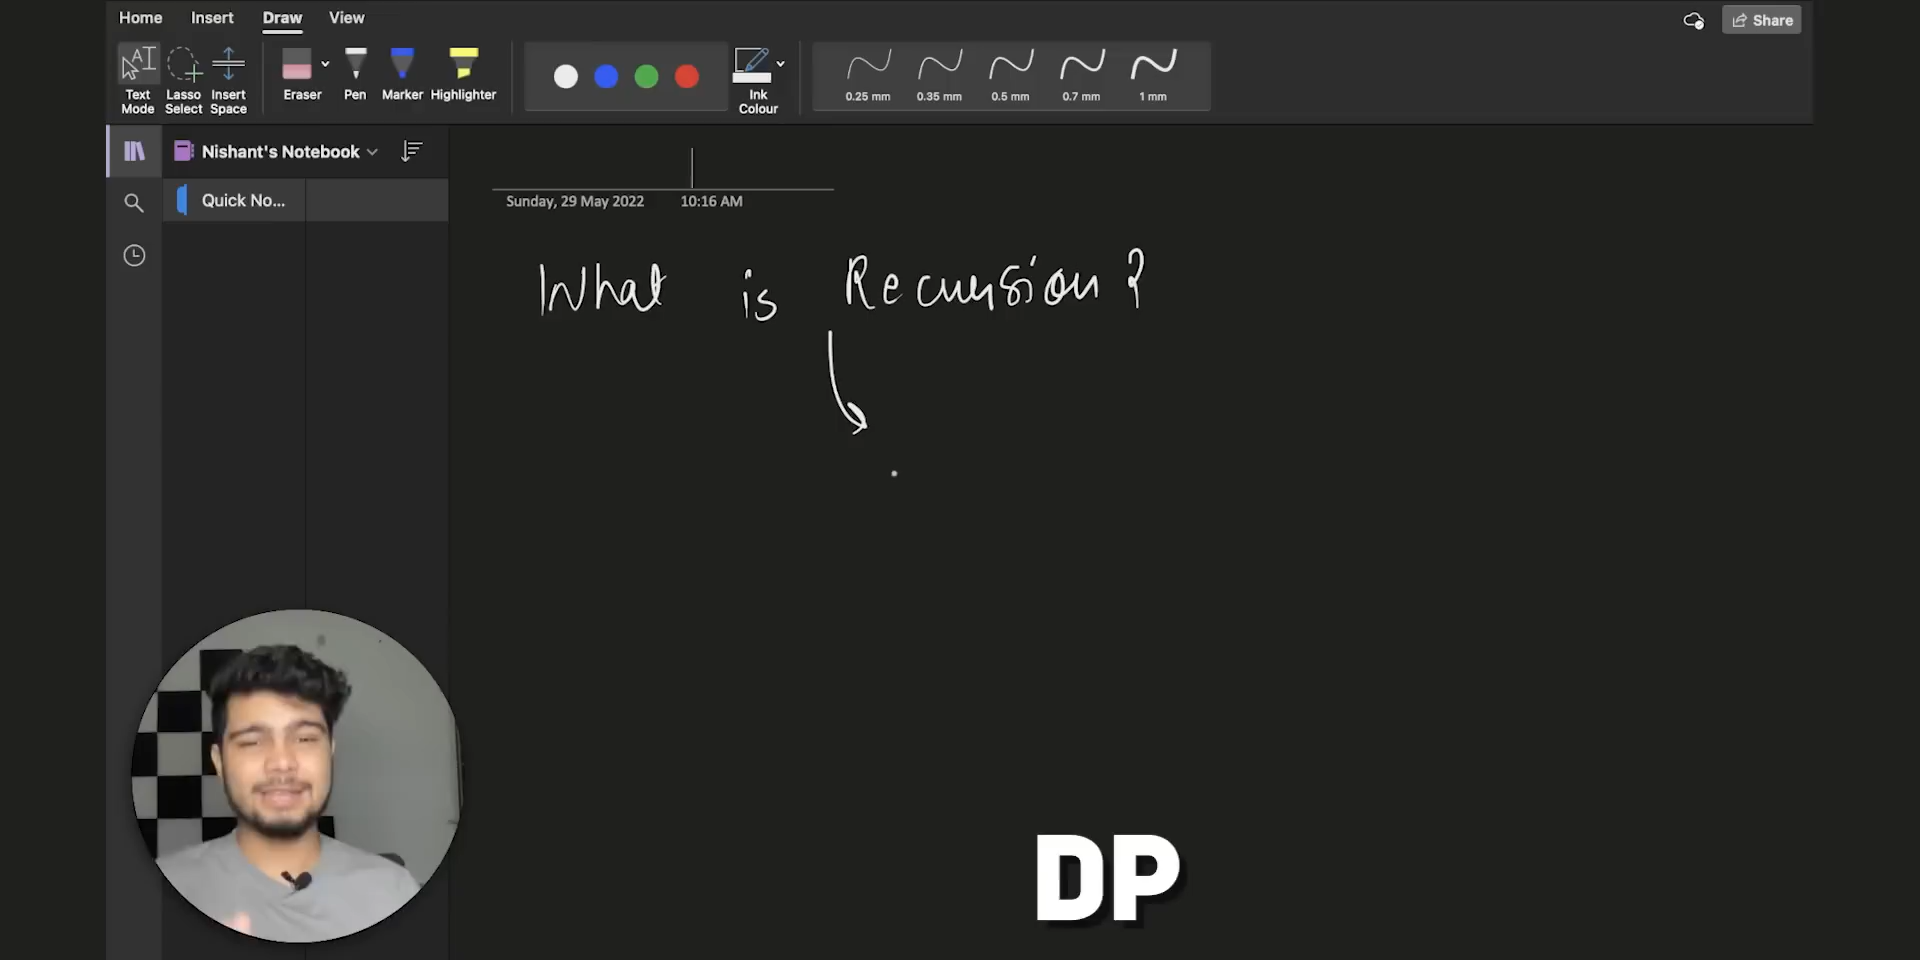 Home Insert Draw View
Share
Text Mode
Lasso Select
Insert Space
Eraser
Pen
Marker
Highlighter
Ink Colour
0.25 mm
0.35 mm
0.5 mm
0.7 mm
1 mm
Nishant's Notebook
Quick No...
Sunday, 29 May 2022 10:16 AM
What is Recursion?
DP